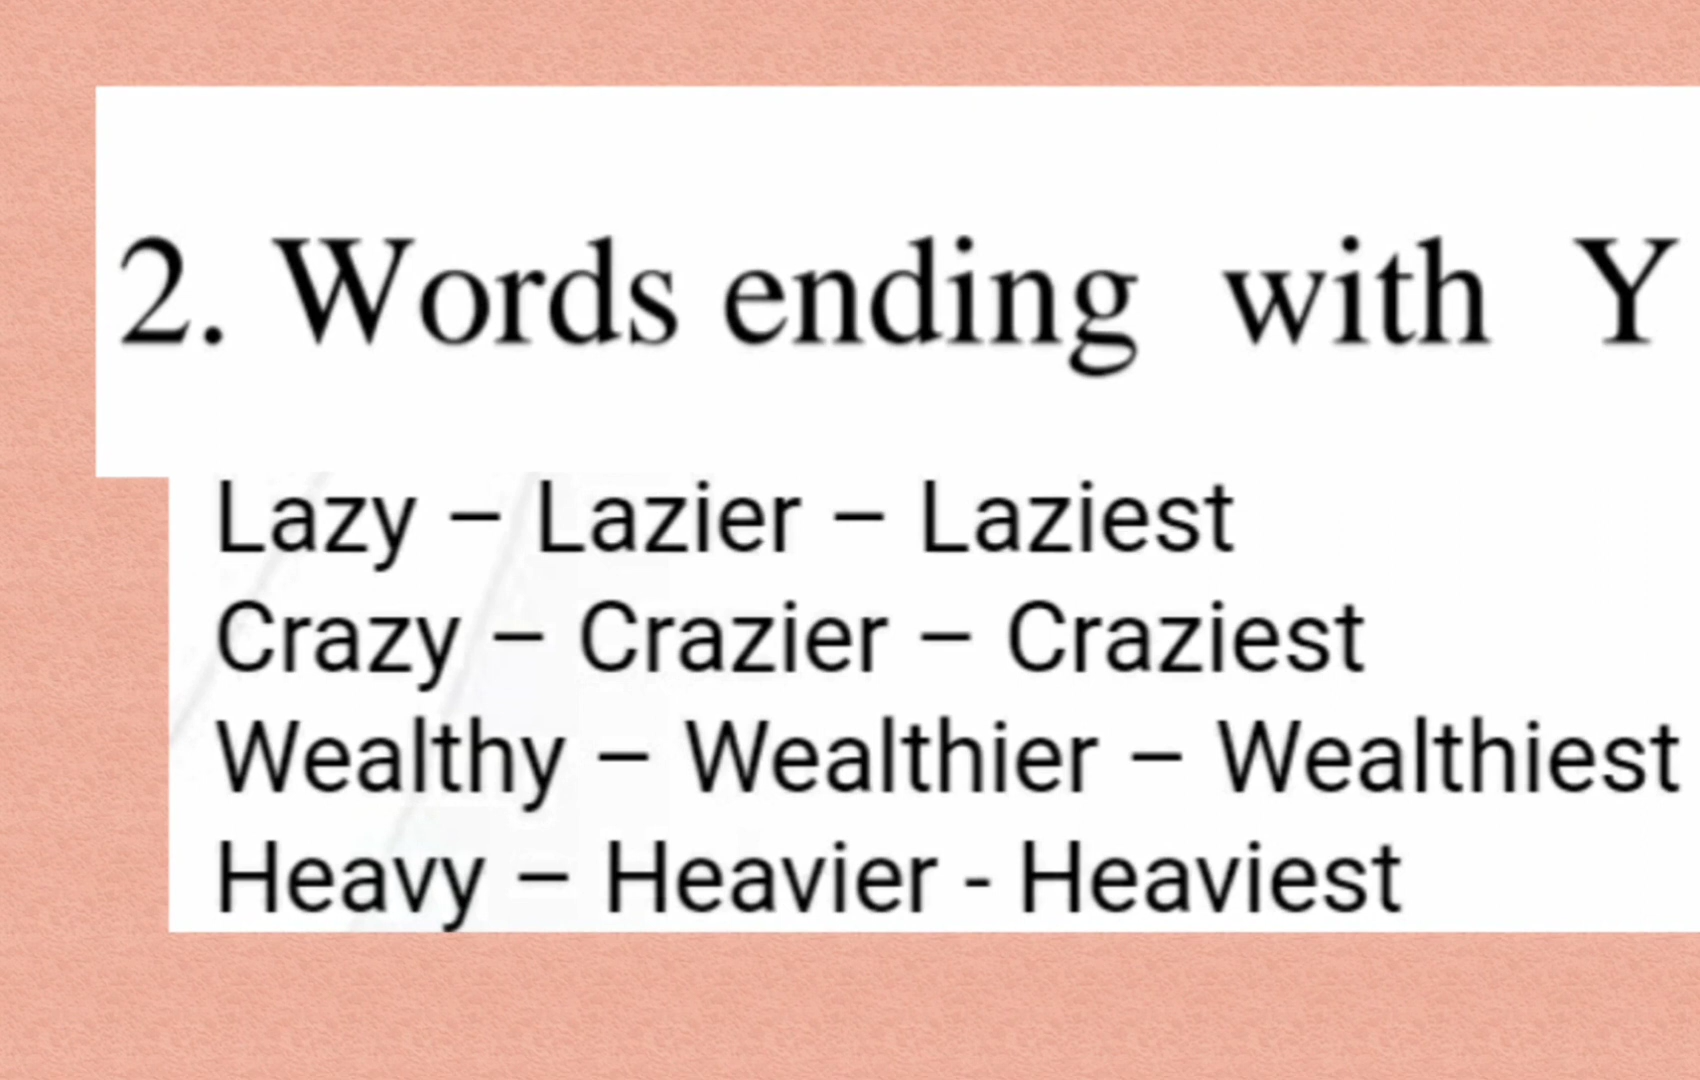 2. Words ending with Y
Lazy – Lazier – Laziest
Crazy – Crazier – Craziest
Wealthy – Wealthier – Wealthiest
Heavy – Heavier - Heaviest